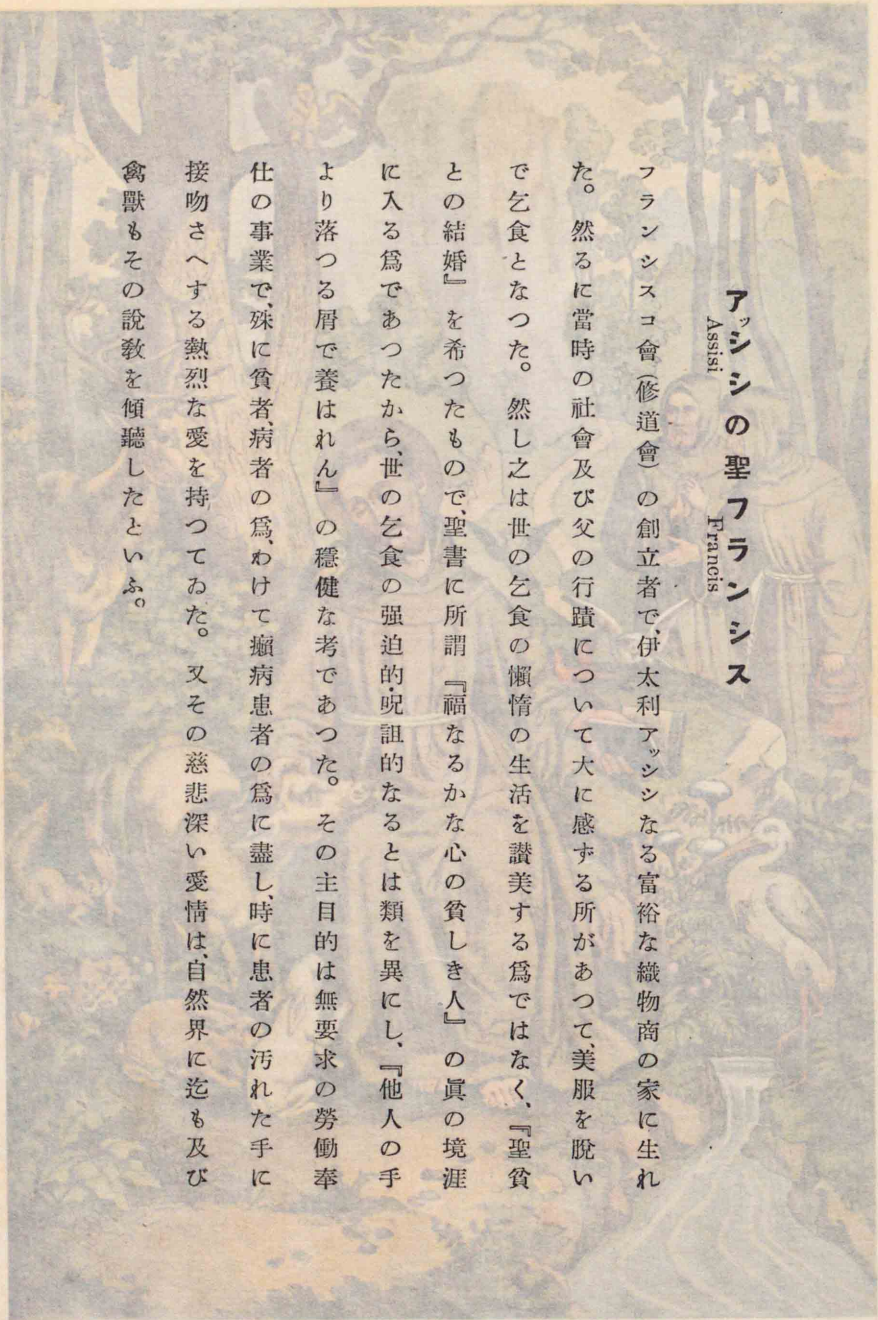 アッシシの聖フランシス
Assisi
Francis
フランシスコ會(修道會)の創立者で、伊太利アッシシなる富裕な織物商の家に生れ
た。然るに當時の社會及び父の行蹟について大に感ずる所があつて、美服を脫い
で乞食となつた。然し之は世の乞食の懶惰の生活を讃美する爲ではなく、『聖貧
との結婚』を希つたもので、聖書に所謂『福なるかな心の貧しき人』の眞の境涯
に入る爲であつたから、世の乞食の强迫的・呪詛的なるとは類を異にし、『他人の手
より落つる屑で養はれん』の穩健な考であつた。その主目的は無要求の勞働奉
仕の事業で、殊に貧者、病者の爲、わけて癩病患者の爲に盡し、時に患者の汚れた手に
接吻さへする熱烈な愛を持つてゐた。又その慈悲深い愛情は、自然界に迄も及び
禽獸もその說敎を傾聽したといふ。